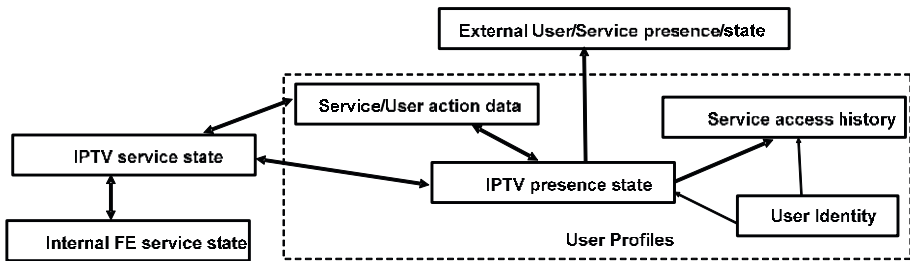 External User/Service presence/state
Service/User action data
Service access history
IPTV service state
IPTV presence state
User Identity
Internal FE service state
User Profiles